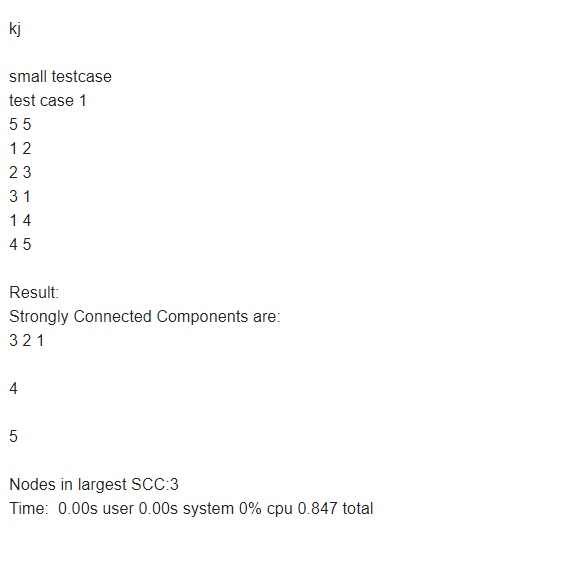 kj
small testcase
test case 1
5 5
1 2
2 3
3 1
1 4
4 5
Result:
Strongly Connected Components are:
3 2 1
4
5
Nodes in largest SCC:3
Time:  0.00s user 0.00s system 0% cpu 0.847 total